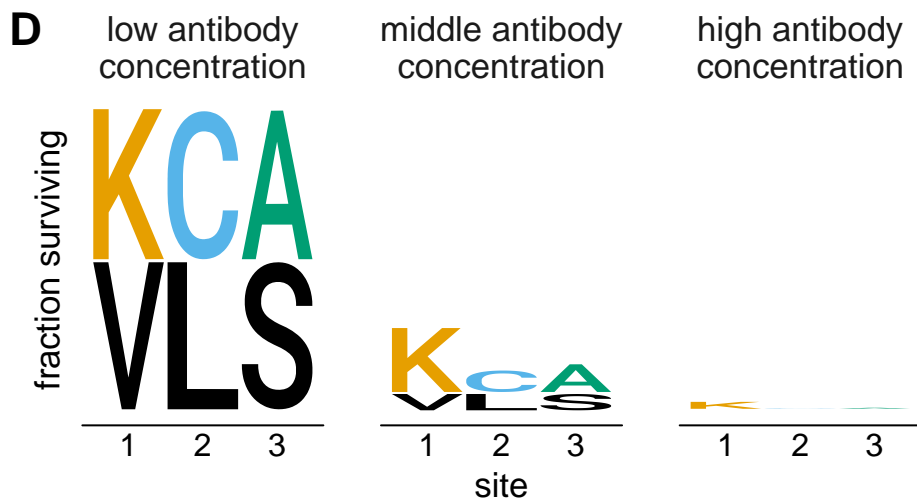 D
low antibody
concentration
middle antibody
concentration
high antibody
concentration
fraction surviving
KCA
VLS
KCA
VLS
K
1 2 3
1 2 3
1 2 3
site